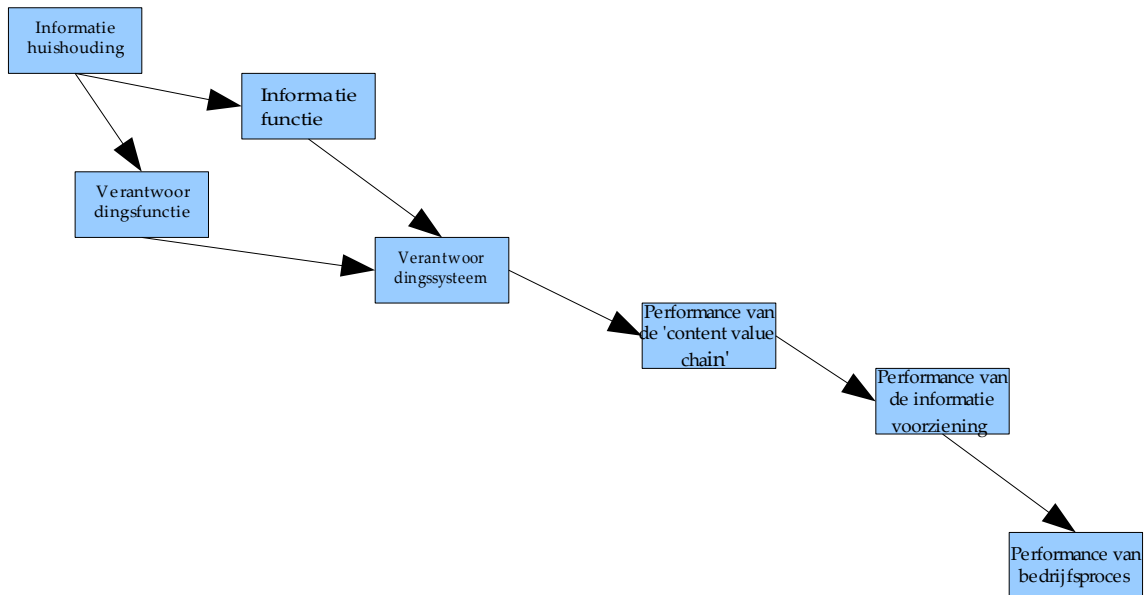 Informatie
huishouding
Informatie
functie
Verantwoor
dingsfunctie
Verantwoor
dingssysteem
Performance van
de 'content value
chain'
Performance van
de informatie
voorziening
Performance van
bedrijfsproces